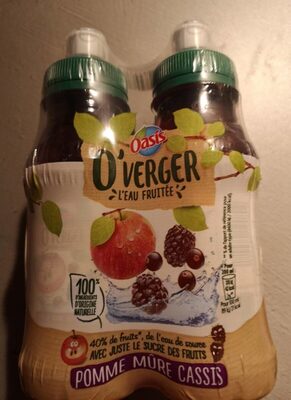 Oasis
O'VERGER
L'EAU FRUITÉE
100%
D'INGRÉDIENTS
D'ORIGINE
NATURELLE
40% de fruits*, de l'eau de source
AVEC JUSTE LE SUCRE DES FRUITS
POMME MÛRE CASSIS